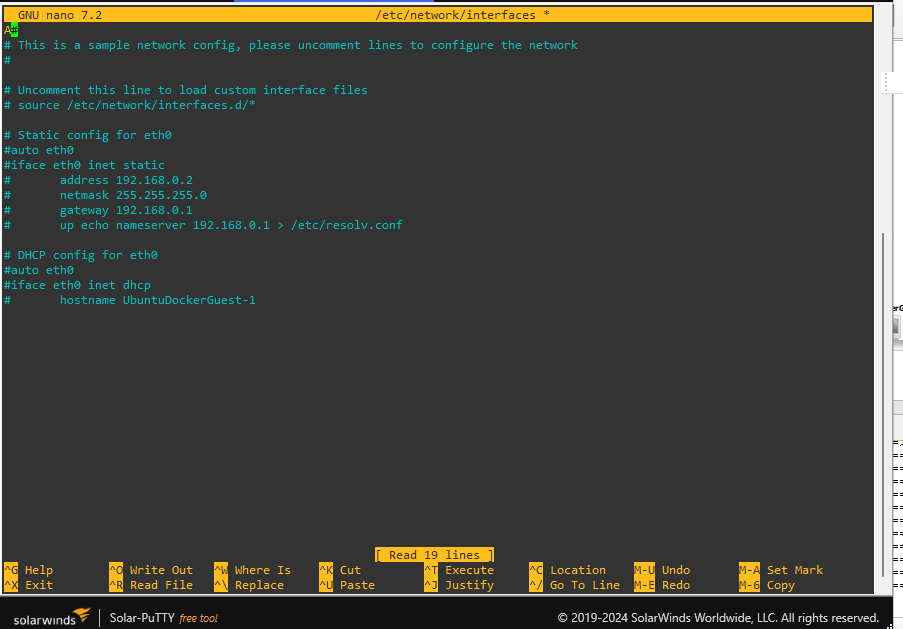 GNU nano 7.2 /etc/network/interfaces *
A#
# This is a sample network config, please uncomment lines to configure the network
#
# Uncomment this line to load custom interface files
# source /etc/network/interfaces.d/*
# Static config for eth0
#auto eth0
#iface eth0 inet static
# address 192.168.0.2
# netmask 255.255.255.0
# gateway 192.168.0.1
# up echo nameserver 192.168.0.1 > /etc/resolv.conf
# DHCP config for eth0
#auto eth0
#iface eth0 inet dhcp
# hostname UbuntuDockerGuest-1
[ Read 19 lines ]
^G Help ^O Write Out ^W Where Is ^K Cut ^T Execute ^C Location M-U Undo M-A Set Mark
^X Exit ^R Read File ^\ Replace ^U Paste ^J Justify ^/ Go To Line M-E Redo M-6 Copy
solarwinds Solar-PuTTY free tool © 2019-2024 SolarWinds Worldwide, LLC. All rights reserved.